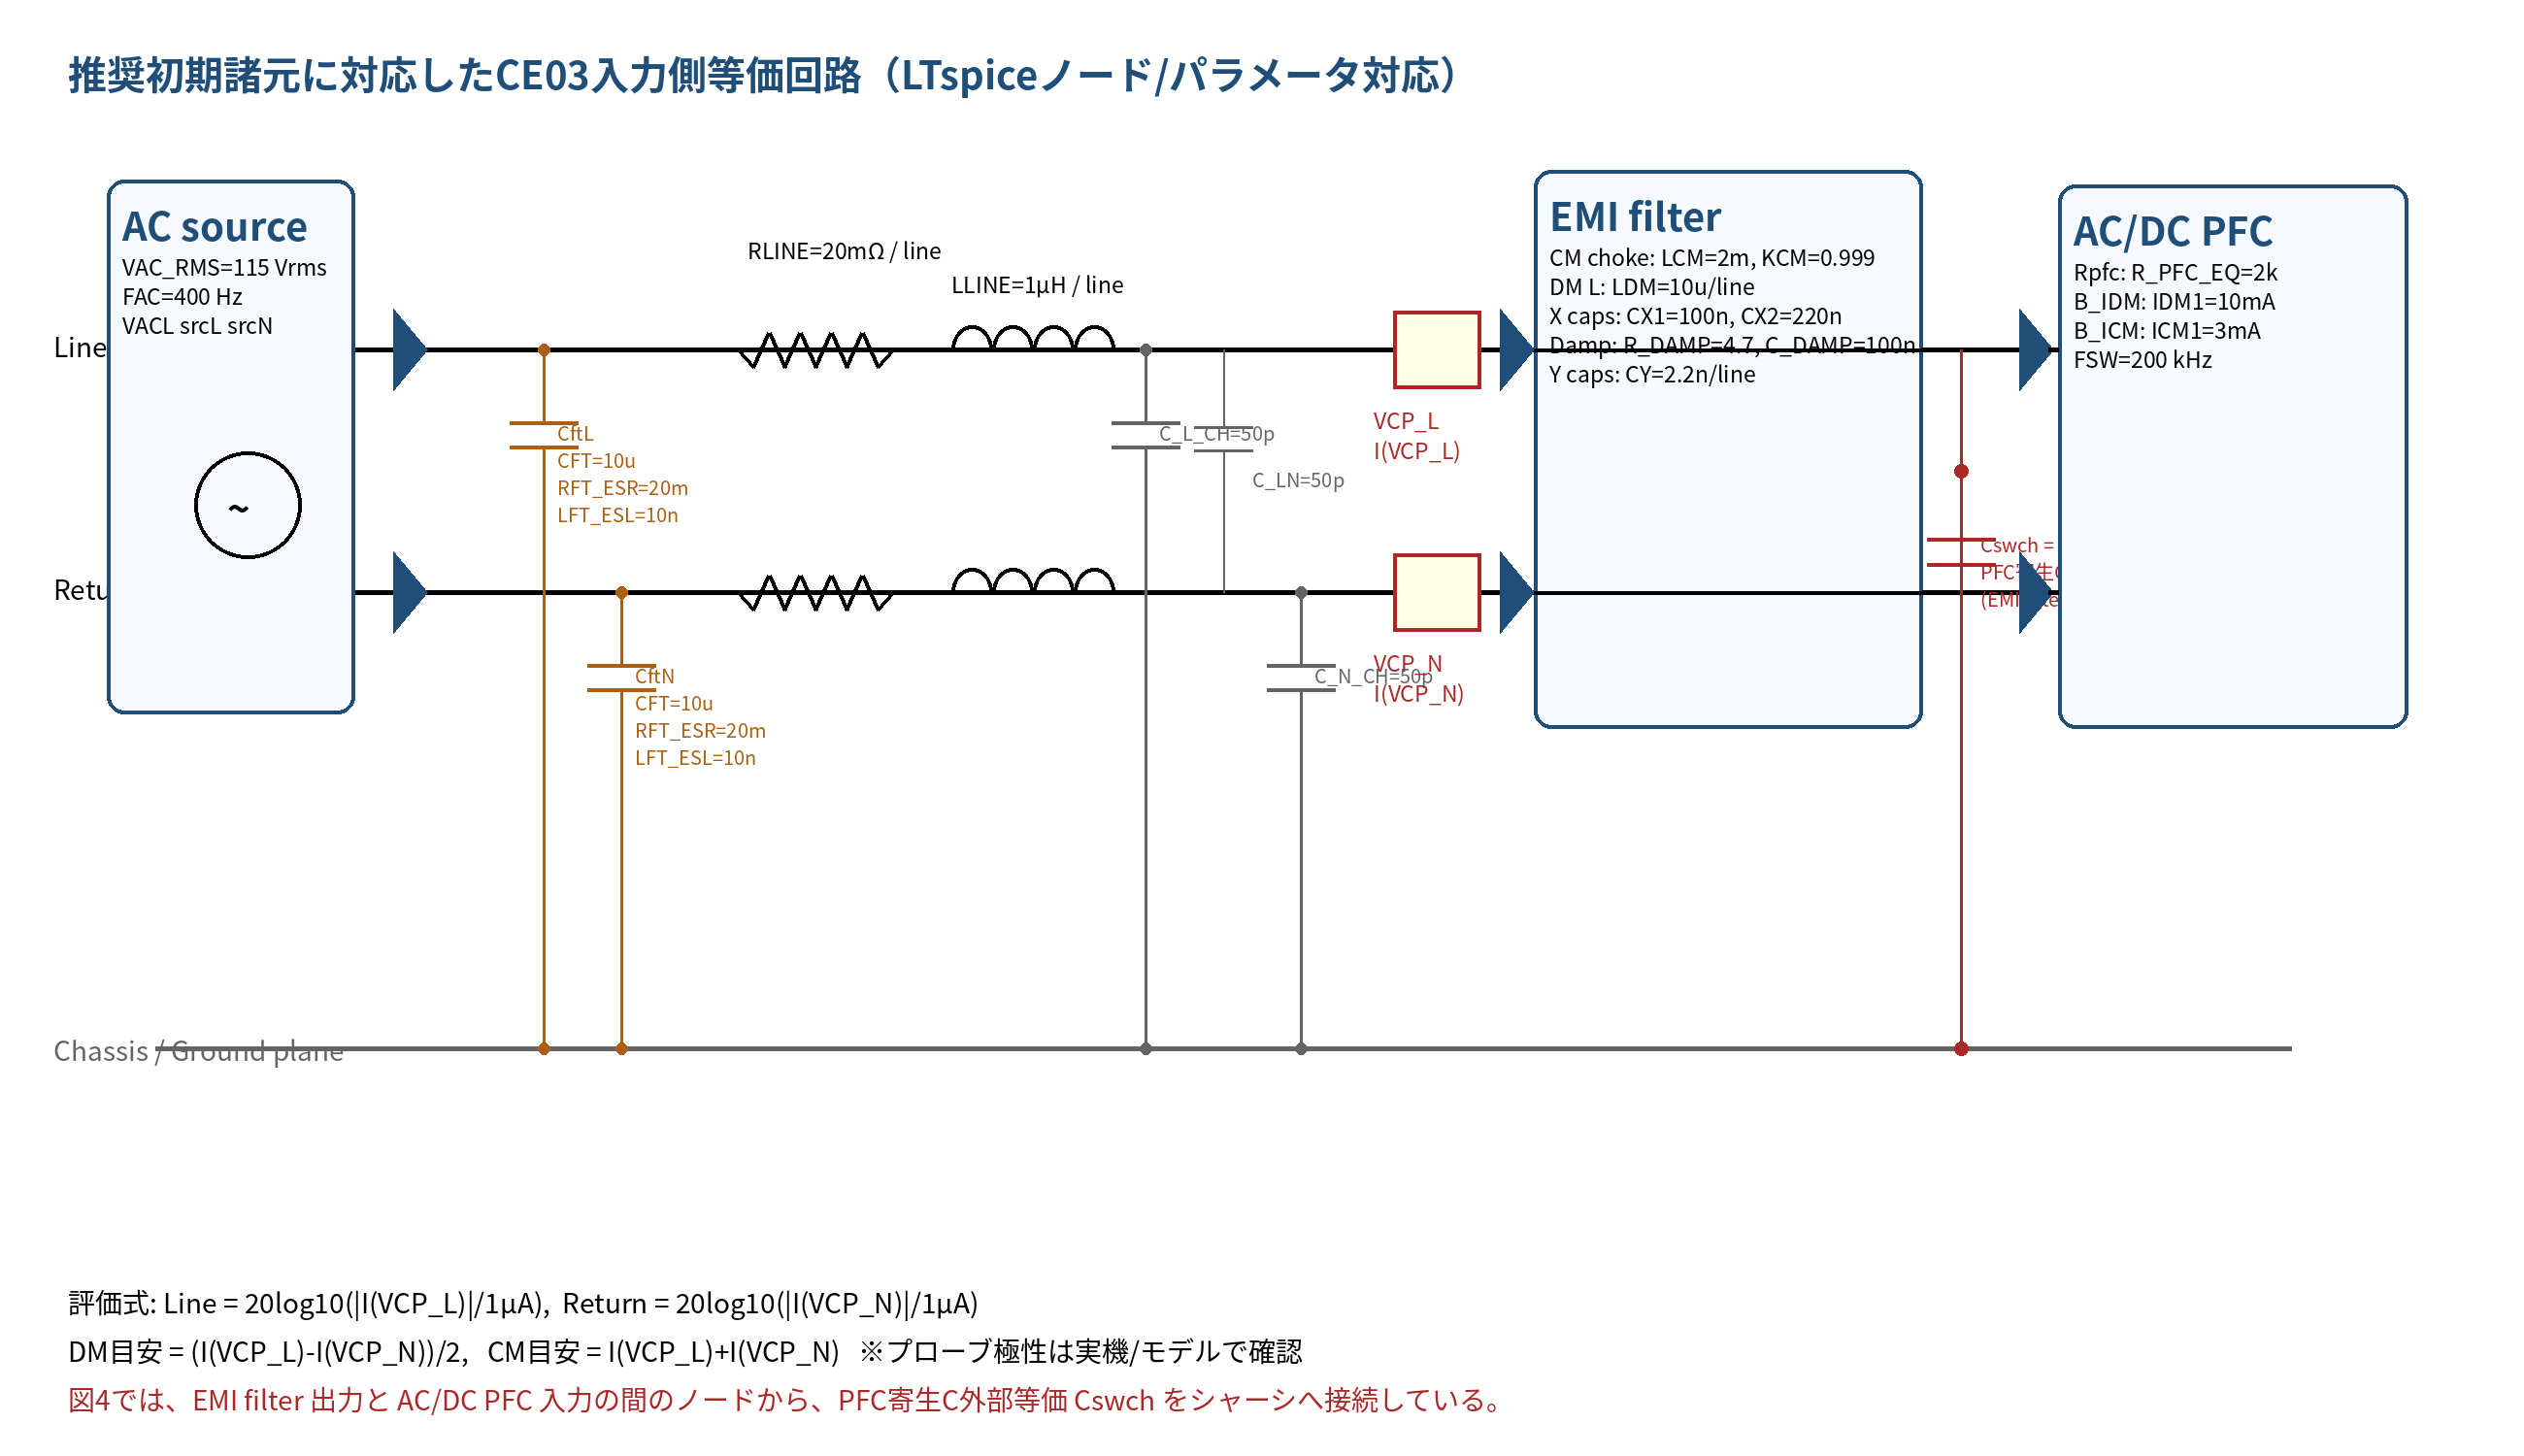 推奨初期諸元に対応したCE03入力側等価回路（LTspiceノード/パラメータ対応）
AC source
VAC_RMS=115 Vrms
FAC=400 Hz
VACL srcL srcN
Line
~
Retu
RLINE=20mΩ / line
LLINE=1μH / line
CftL
CFT=10u
RFT_ESR=20m
LFT_ESL=10n
CftN
CFT=10u
RFT_ESR=20m
LFT_ESL=10n
C_L_CH=50p
C_LN=50p
VCP_L
I(VCP_L)
C_N_CH=50p
VCP_N
I(VCP_N)
EMI filter
CM choke: LCM=2m, KCM=0.999
DM L: LDM=10u/line
X caps: CX1=100n, CX2=220n
Damp: R_DAMP=4.7, C_DAMP=100n
Y caps: CY=2.2n/line
Cswch =
PFC
(EMI
AC/DC PFC
Rpfc: R_PFC_EQ=2k
B_IDM: IDM1=10mA
B_ICM: ICM1=3mA
FSW=200 kHz
Chassis / Ground plane
評価式: Line = 20log10(|I(VCP_L)|/1μA), Return = 20log10(|I(VCP_N)|/1μA)
DM目安 = (I(VCP_L)-I(VCP_N))/2, CM目安 = I(VCP_L)+I(VCP_N) ※プローブ極性は実機/モデルで確認
図4では、EMI filter 出力と AC/DC PFC 入力の間のノードから、PFC寄生C外部等価 Cswch をシャーシへ接続している。